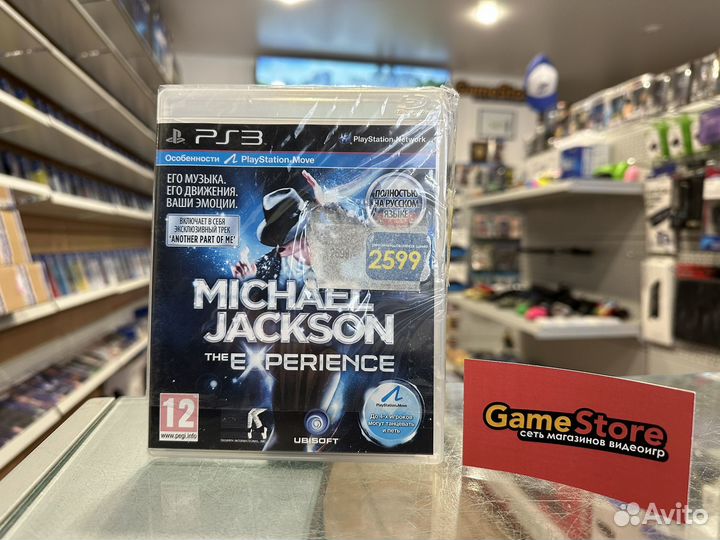 PS3
PlayStation Network
Особенности PlayStation.Move
ЕГО МУЗЫКА.
ЕГО ДВИЖЕНИЯ.
ВАШИ ЭМОЦИИ.
ВКЛЮЧАЕТ В СЕБЯ
ЭКСКЛЮЗИВНЫЙ ТРЕК
'ANOTHER PART OF ME'
ПОЛНОСТЬЮ
НА РУССКОМ
ЯЗЫКЕ
2599
MICHAEL
JACKSON
THE EXPERIENCE
PlayStation.Move
До 4-х игроков
могут танцевать
и петь
12
www.pegi.info
UBISOFT
GameStore
сеть магазинов видеоигр
GameStore
Avito